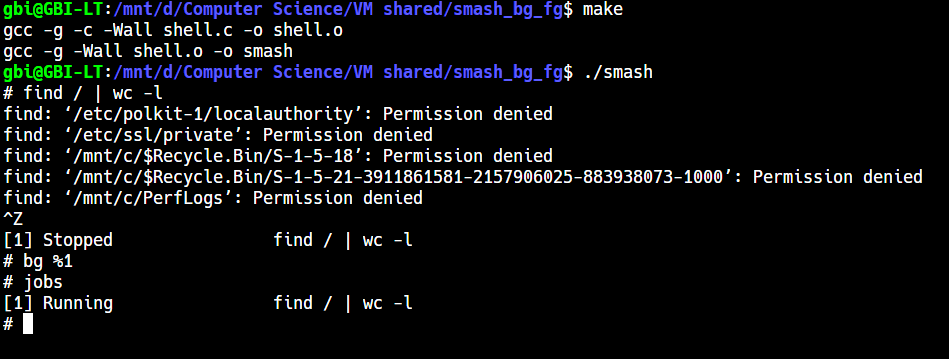 gbi@GBI-LT:/mnt/d/Computer Science/VM shared/smash_bg_fg$ make
gcc -g -c -Wall shell.c -o shell.o
gcc -g -Wall shell.o -o smash
gbi@GBI-LT:/mnt/d/Computer Science/VM shared/smash_bg_fg$ ./smash
# find / | wc -l
find: ‘/etc/polkit-1/localauthority’: Permission denied
find: ‘/etc/ssl/private’: Permission denied
find: ‘/mnt/c/$Recycle.Bin/S-1-5-18’: Permission denied
find: ‘/mnt/c/$Recycle.Bin/S-1-5-21-3911861581-2157906025-883938073-1000’: Permission denied
find: ‘/mnt/c/PerfLogs’: Permission denied
^Z
[1] Stopped                 find / | wc -l
# bg %1
# jobs
[1] Running                 find / | wc -l
#